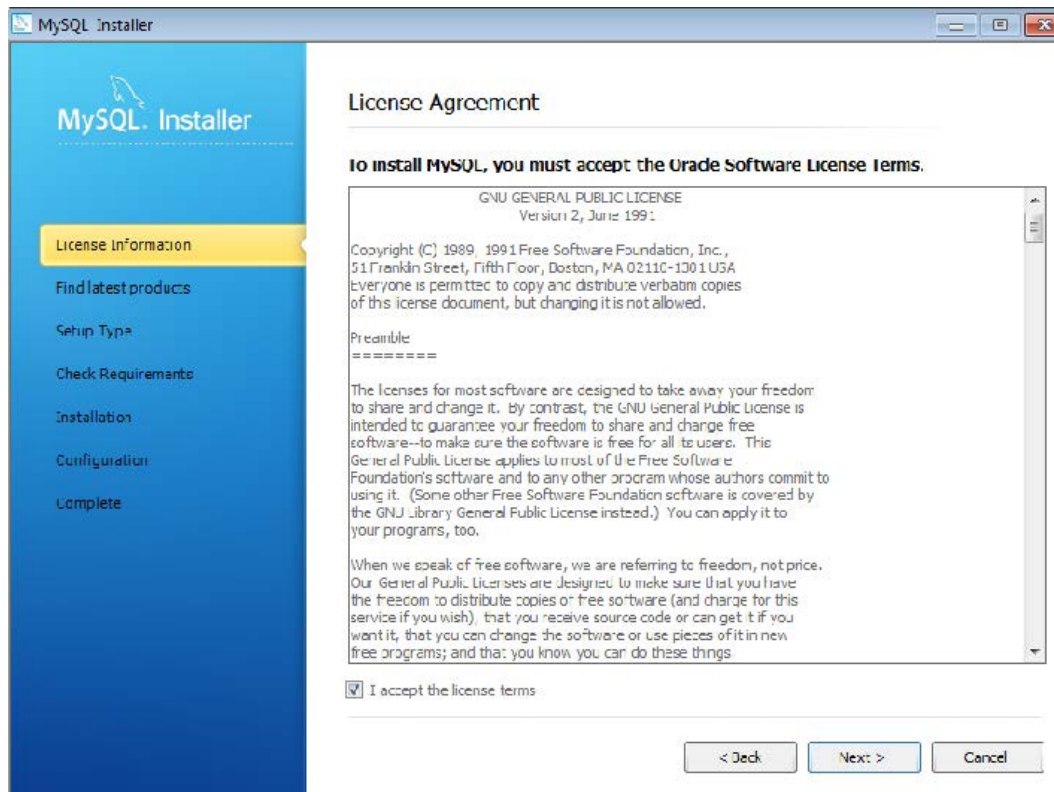 MySQL Installer
MySQL. Installer
License Information
Find latest products
Setup Type
Check Requirements
Installation
Configuration
Complete
License Agreement
To install MySQL, you must accept the Oracle Software License Terms.
GNU GENERAL PUBLIC LICENSE
Version 2, June 1991
Copyright (C) 1989, 1991 Free Software Foundation, Inc.,
51 Franklin Street, Fifth Floor, Boston, MA 02110-1301 USA
Everyone is permitted to copy and distribute verbatim copies
of this license document, but changing it is not allowed.
Preamble
========
The licenses for most software are designed to take away your freedom
to share and change it. By contrast, the GNU General Public License is
intended to guarantee your freedom to share and change free
software--to make sure the software is free for all its users. This
General Public License applies to most of the Free Software
Foundation's software and to any other program whose authors commit to
using it. (Some other Free Software Foundation software is covered by
the GNU Library General Public License instead.) You can apply it to
your programs, too.
When we speak of free software, we are referring to freedom, not price.
Our General Public Licenses are designed to make sure that you have
the freedom to distribute copies of free software (and charge for this
service if you wish), that you receive source code or can get it if you
want it, that you can change the software or use pieces of it in new
free programs; and that you know you can do these things
I accept the license terms
< Back
Next >
Cancel